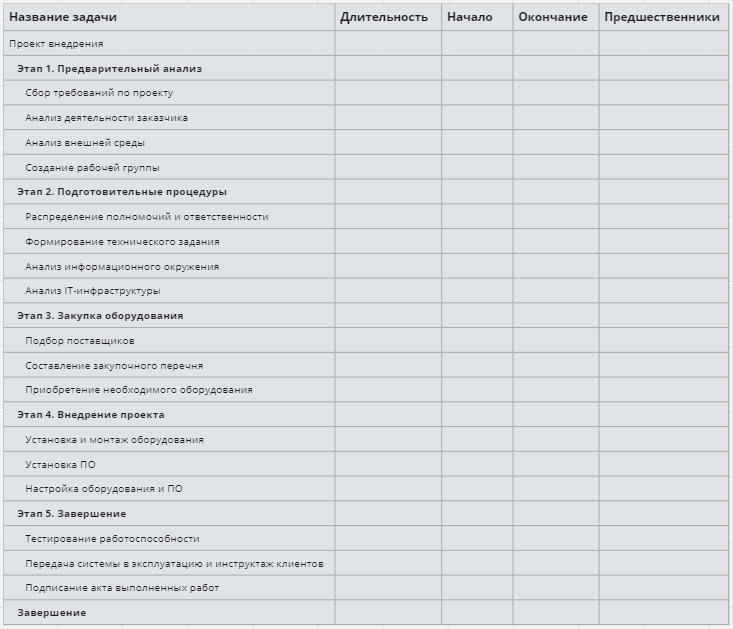 Название задачи Длительность Начало Окончание Предшественники
Проект внедрения
Этап 1. Предварительный анализ
Сбор требований по проекту
Анализ деятельности заказчика
Анализ внешней среды
Создание рабочей группы
Этап 2. Подготовительные процедуры
Распределение полномочий и ответственности
Формирование технического задания
Анализ информационного окружения
Анализ IT-инфраструктуры
Этап 3. Закупка оборудования
Подбор поставщиков
Составление закупочного перечня
Приобретение необходимого оборудования
Этап 4. Внедрение проекта
Установка и монтаж оборудования
Установка ПО
Настройка оборудования и ПО
Этап 5. Завершение
Тестирование работоспособности
Передача системы в эксплуатацию и инструктаж клиентов
Подписание акта выполненных работ
Завершение